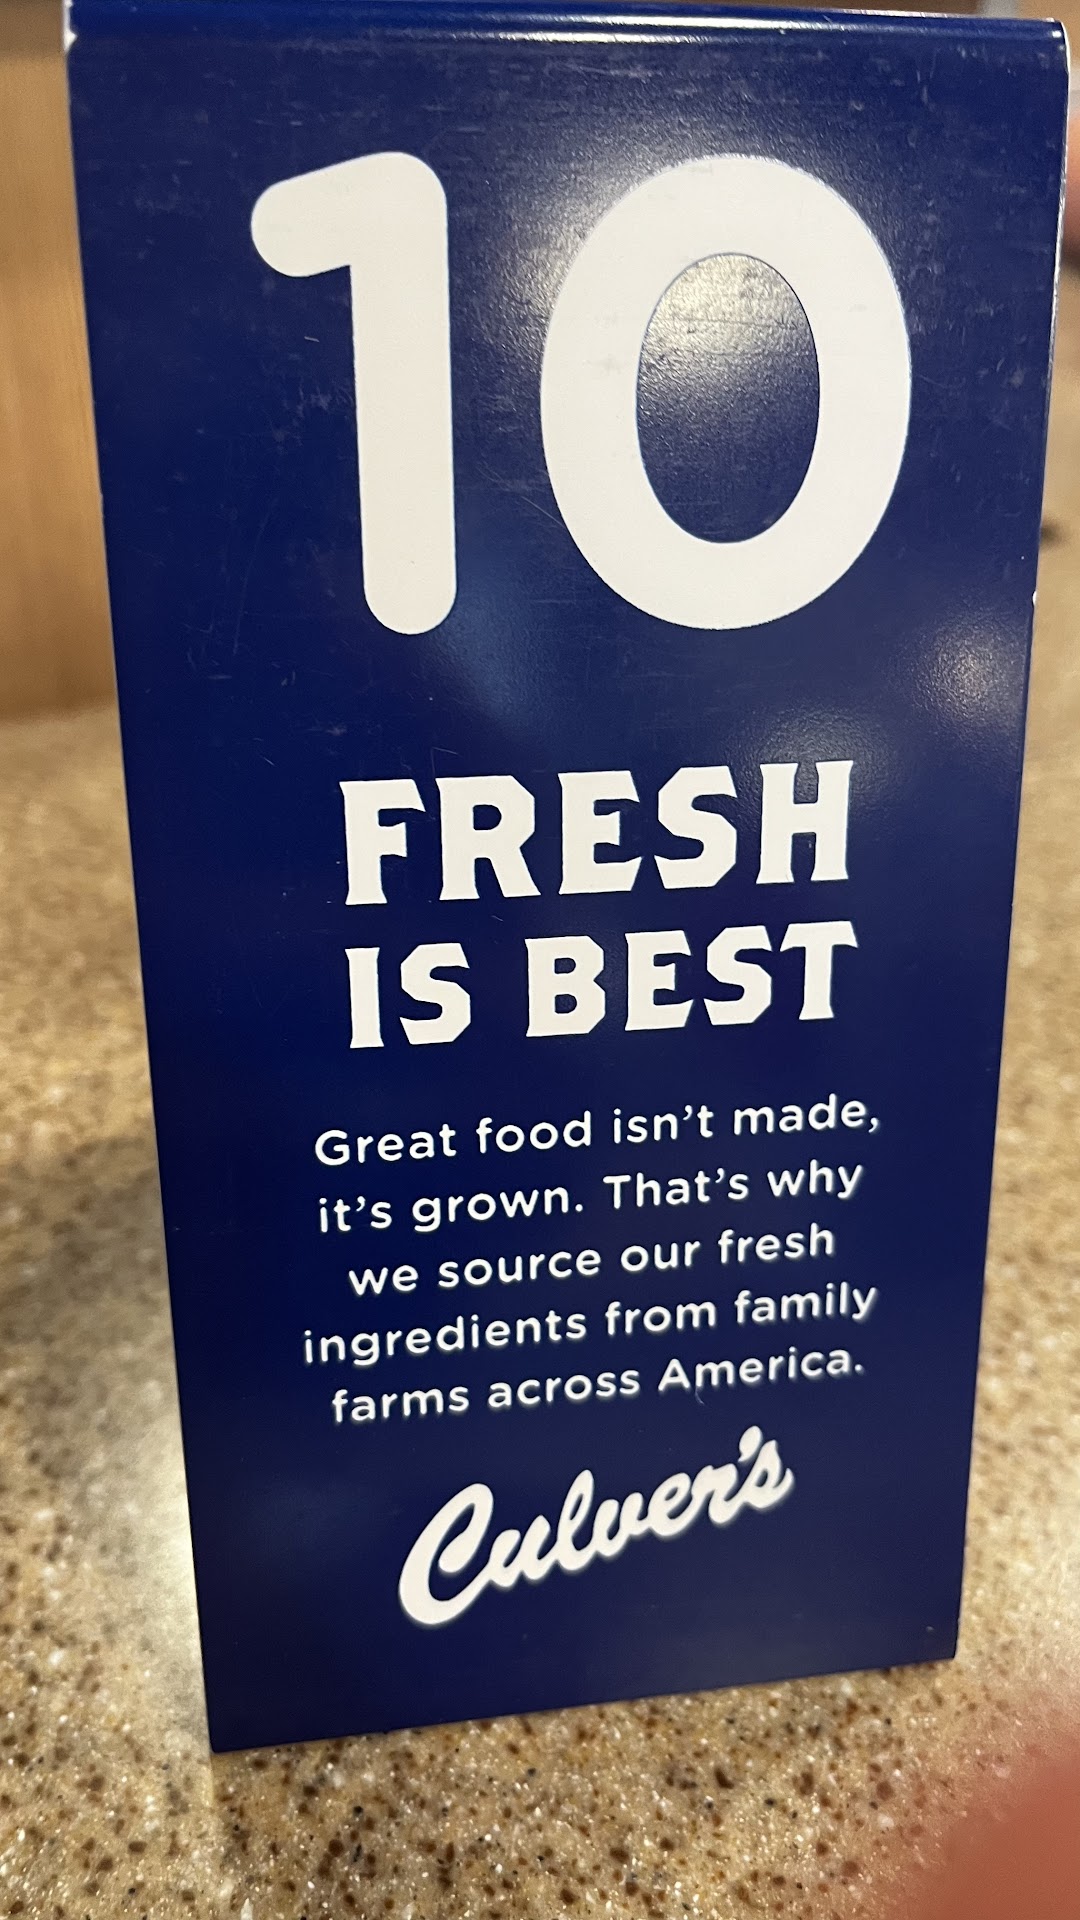 10
FRESH
IS BEST
Great food isn't made,
it's grown. That's why
we source our fresh
ingredients from family
farms across America.
Culver's